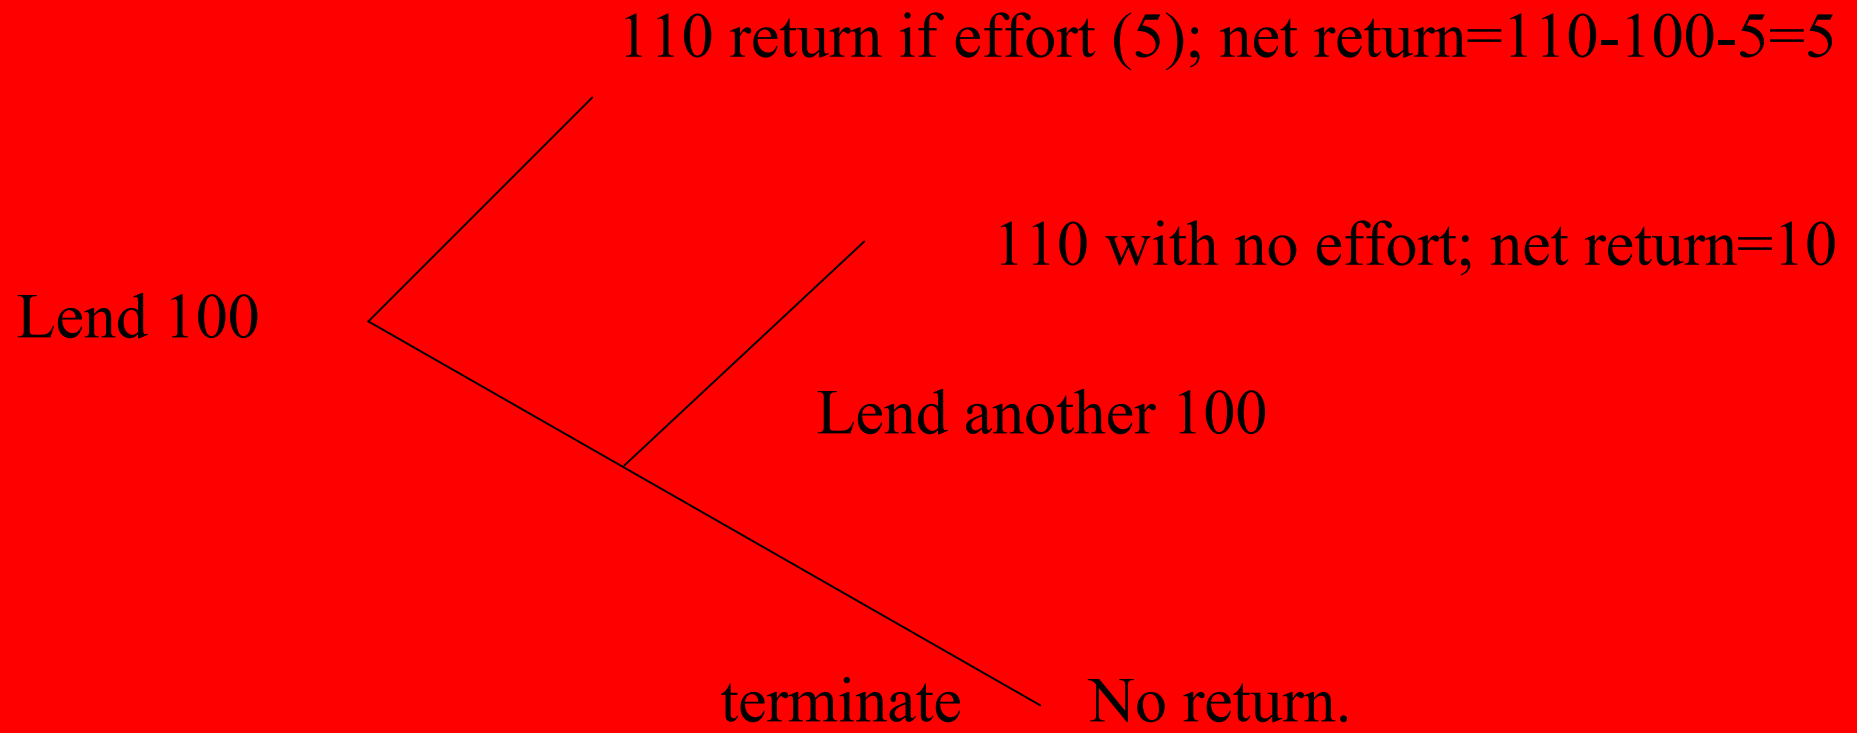 110 return if effort (5); net return=110-100-5=5
110 with no effort; net return=10
Lend 100
Lend another 100
terminate
No return.